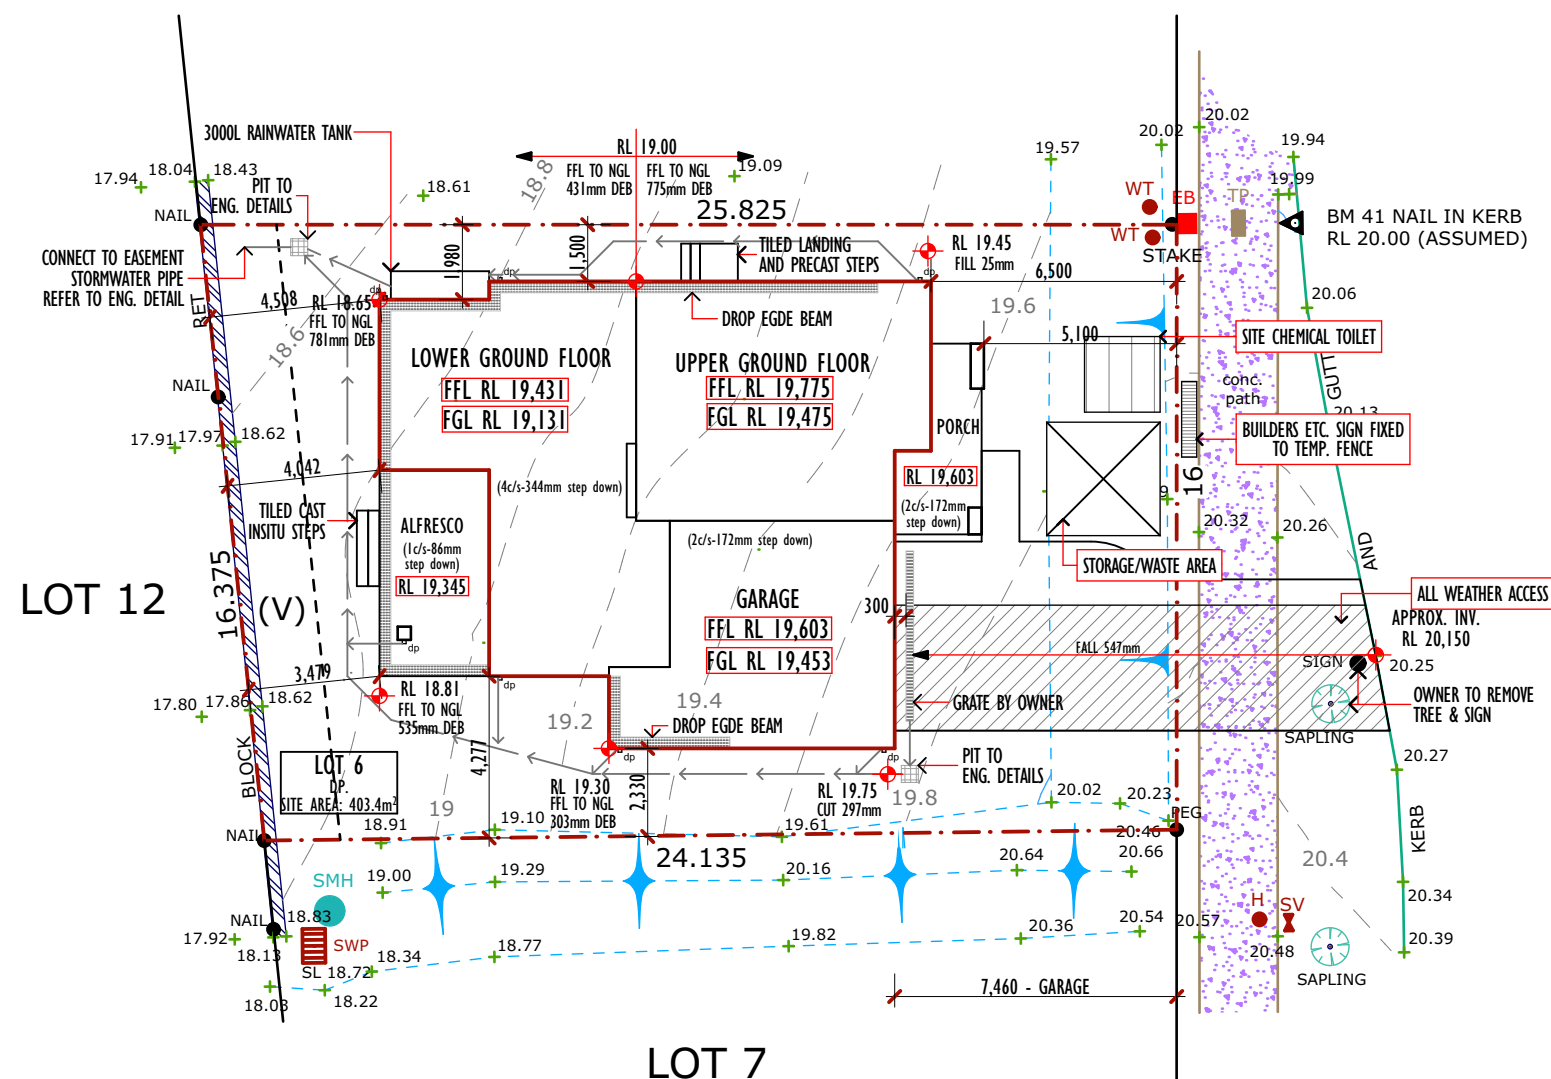 3000L RAINWATER TANK
RL 19.00
FFL TO NGL
431mm DEB
FFL TO NGL
775mm DEB
18.8
19.09
25.825
17.94
18.04
18.43
18.61
PIT TO
ENG. DETAILS
NAIL
CONNECT TO EASEMENT
STORMWATER PIPE
REFER TO ENG. DETAIL
RET
4,508
RL 18.65
FFL TO NGL
781mm DEB
18.6
1,980
1,500
dp
dp
dp
TILED LANDING
AND PRECAST STEPS
DROP EGDE BEAM
RL 19.45
FILL 25mm
6,500
19.6
5,100
19.57
20.02
20.02
19.94
19.99
WT
WT
EB
TP
STAKE
BM 41 NAIL IN KERB
RL 20.00 (ASSUMED)
20.06
SITE CHEMICAL TOILET
GUTT
conc.
path
20.13
BUILDERS ETC. SIGN FIXED
TO TEMP. FENCE
16
LOWER GROUND FLOOR
FFL RL 19,431
FGL RL 19,131
UPPER GROUND FLOOR
FFL RL 19,775
FGL RL 19,475
PORCH
RL 19,603
(2c/s-172mm
step down)
NAIL
17.91
17.97
18.62
4,042
TILED CAST
INSITU STEPS
(4c/s-344mm step down)
ALFRESCO
(1c/s-86mm
step down)
RL 19,345
dp
(2c/s-172mm step down)
9
20.32
20.26
AND
STORAGE/WASTE AREA
ALL WEATHER ACCESS
APPROX. INV.
RL 20,150
LOT 12
16.375
(V)
GARAGE
FFL RL 19,603
FGL RL 19,453
300
FALL 547mm
SIGN
20.25
OWNER TO REMOVE
TREE & SIGN
SAPLING
GRATE BY OWNER
3,479
17.80
17.86
18.62
RL 18.81
FFL TO NGL
535mm DEB
dp
19.2
19.4
DROP EGDE BEAM
dp
dp
PIT TO
ENG. DETAILS
20.27
BLOCK
LOT 6
DP.
SITE AREA: 403.4m²
19
4,277
RL 19.30
FFL TO NGL
303mm DEB
2,330
RL 19.75
CUT 297mm
19.8
20.02
20.23
PEG
20.46
KERB
NAIL
18.91
19.10
19.61
24.135
20.4
SMH
19.00
19.29
20.16
20.64
20.66
20.34
NAIL
17.92
18.83
SWP
18.13
SL
18.72
18.34
18.77
19.82
20.36
20.54
20.57
H
SV
20.48
20.39
SAPLING
18.03
18.22
7,460 - GARAGE
LOT 7